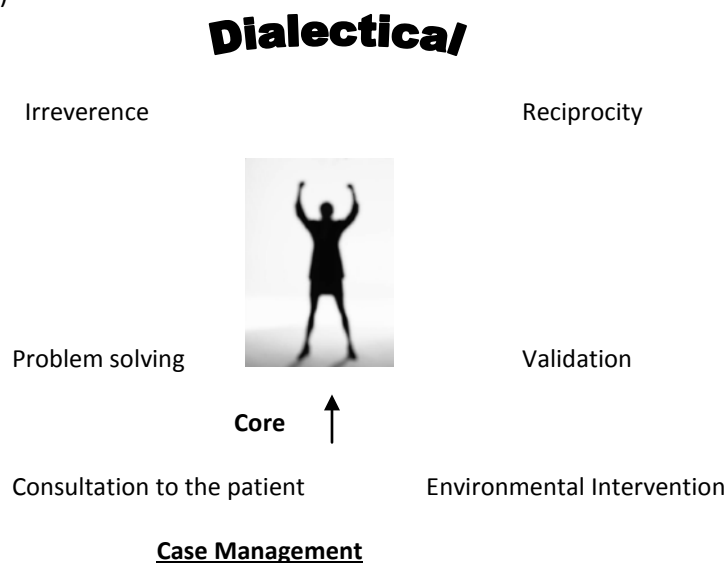 )
Dialectical
Irreverence Reciprocity
Problem solving Validation
Core
Consultation to the patient Environmental Intervention
Case Management